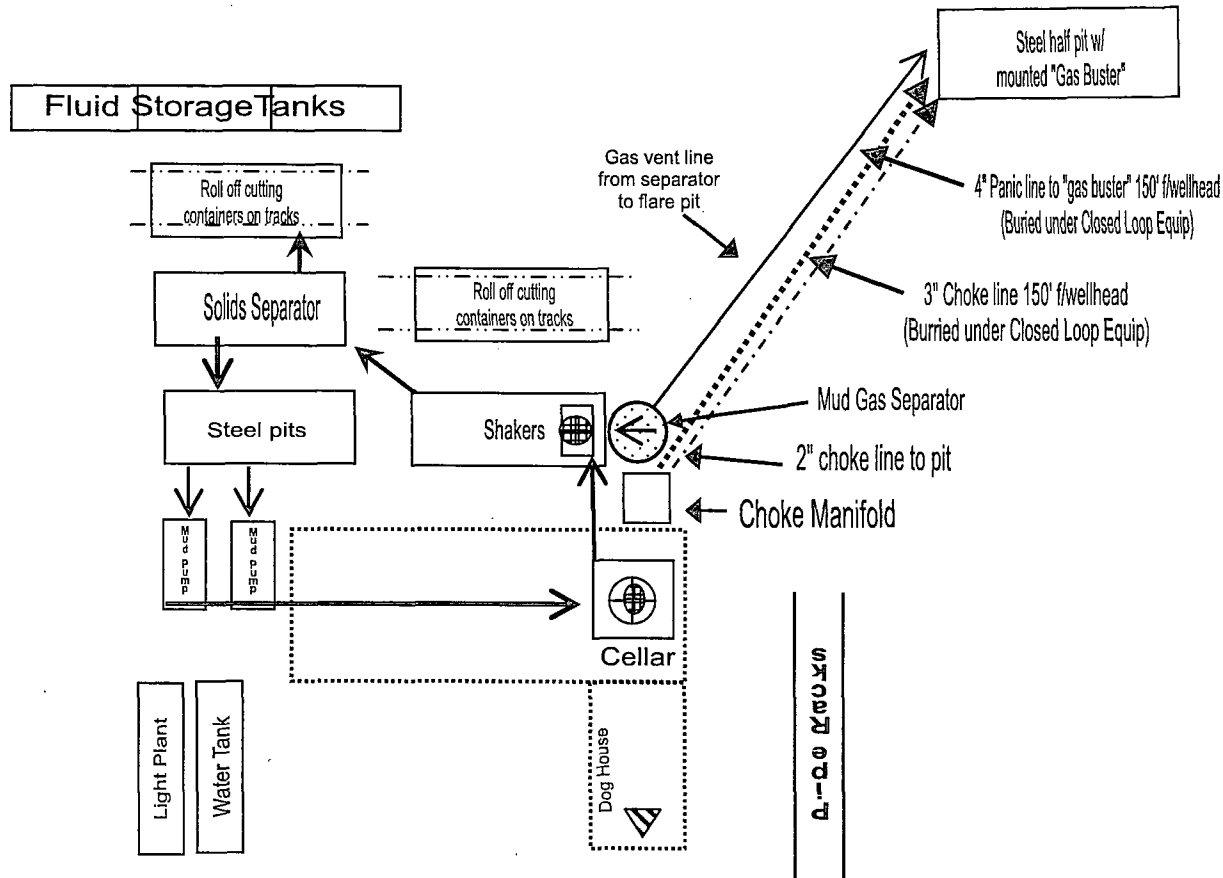 Steel half pit w/
mounted "Gas Buster"
Fluid StorageTanks
Gas vent line
from separator
to flare pit
Roll off cutting
containers on tracks
4" Panic line to "gas buster" 150' f/wellhead
(Buried under Closed Loop Equip)
Solids Separator
Roll off cutting
containers on tracks
3" Choke line 150' f/wellhead
(Burried under Closed Loop Equip)
Mud Gas Separator
Steel pits
Shakers
2" choke line to pit
Choke Manifold
Mud pump
Mud pump
Cellar
Pipe Racks
Light Plant
Water Tank
Dog House